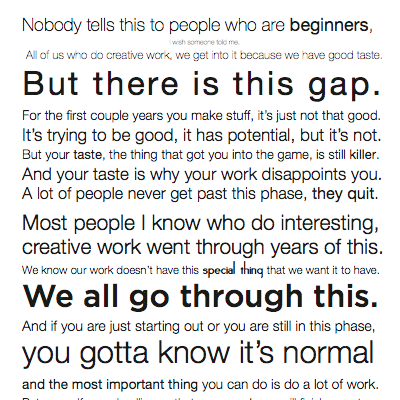 Nobody tells this to people who are beginners,
wish someone told me.
All of us who do creative work, we get into it because we have good taste.
But there is this gap.
For the first couple years you make stuff, it's just not that good.
It's trying to be good, it has potential, but it's not.
But your taste, the thing that got you into the game, is still killer.
And your taste is why your work disappoints you.
A lot of people never get past this phase, they quit.
Most people I know who do interesting,
creative work went through years of this.
We know our work doesn't have this special thing that we want it to have.
We all go through this.
And if you are just starting out or you are still in this phase,
you gotta know it's normal
and the most important thing you can do is do a lot of work.